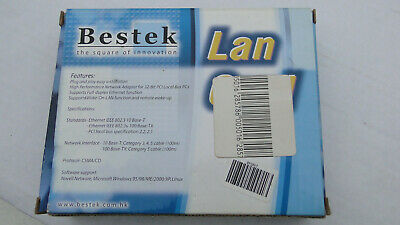 Bestek
the square of innovation
Lan
Features:
Plug and play easy installation
High Performance Network Adapter for 32-Bit PCI Local Bus PCs
Supports Full duplex Ethernet function
Support Wake On LAN function and remote wake-up
Specifications:
Standards - Ethernet IEEE 802.3 10 Base-T
- Ethernet IEEE 802.3u 100 Base-TX
- PCI local bus specification 2.2, 2.1
Network Interface: 10 Base-T: Category 3, 4, 5 cable (100m)
100 Base-TX: Category 5 cable (100m)
Protocol- CSMA/CD
Software support:
Novell Netware, Microsoft Windows 95/98/ME/2000/XP, Linux
www.bestek.com.hk